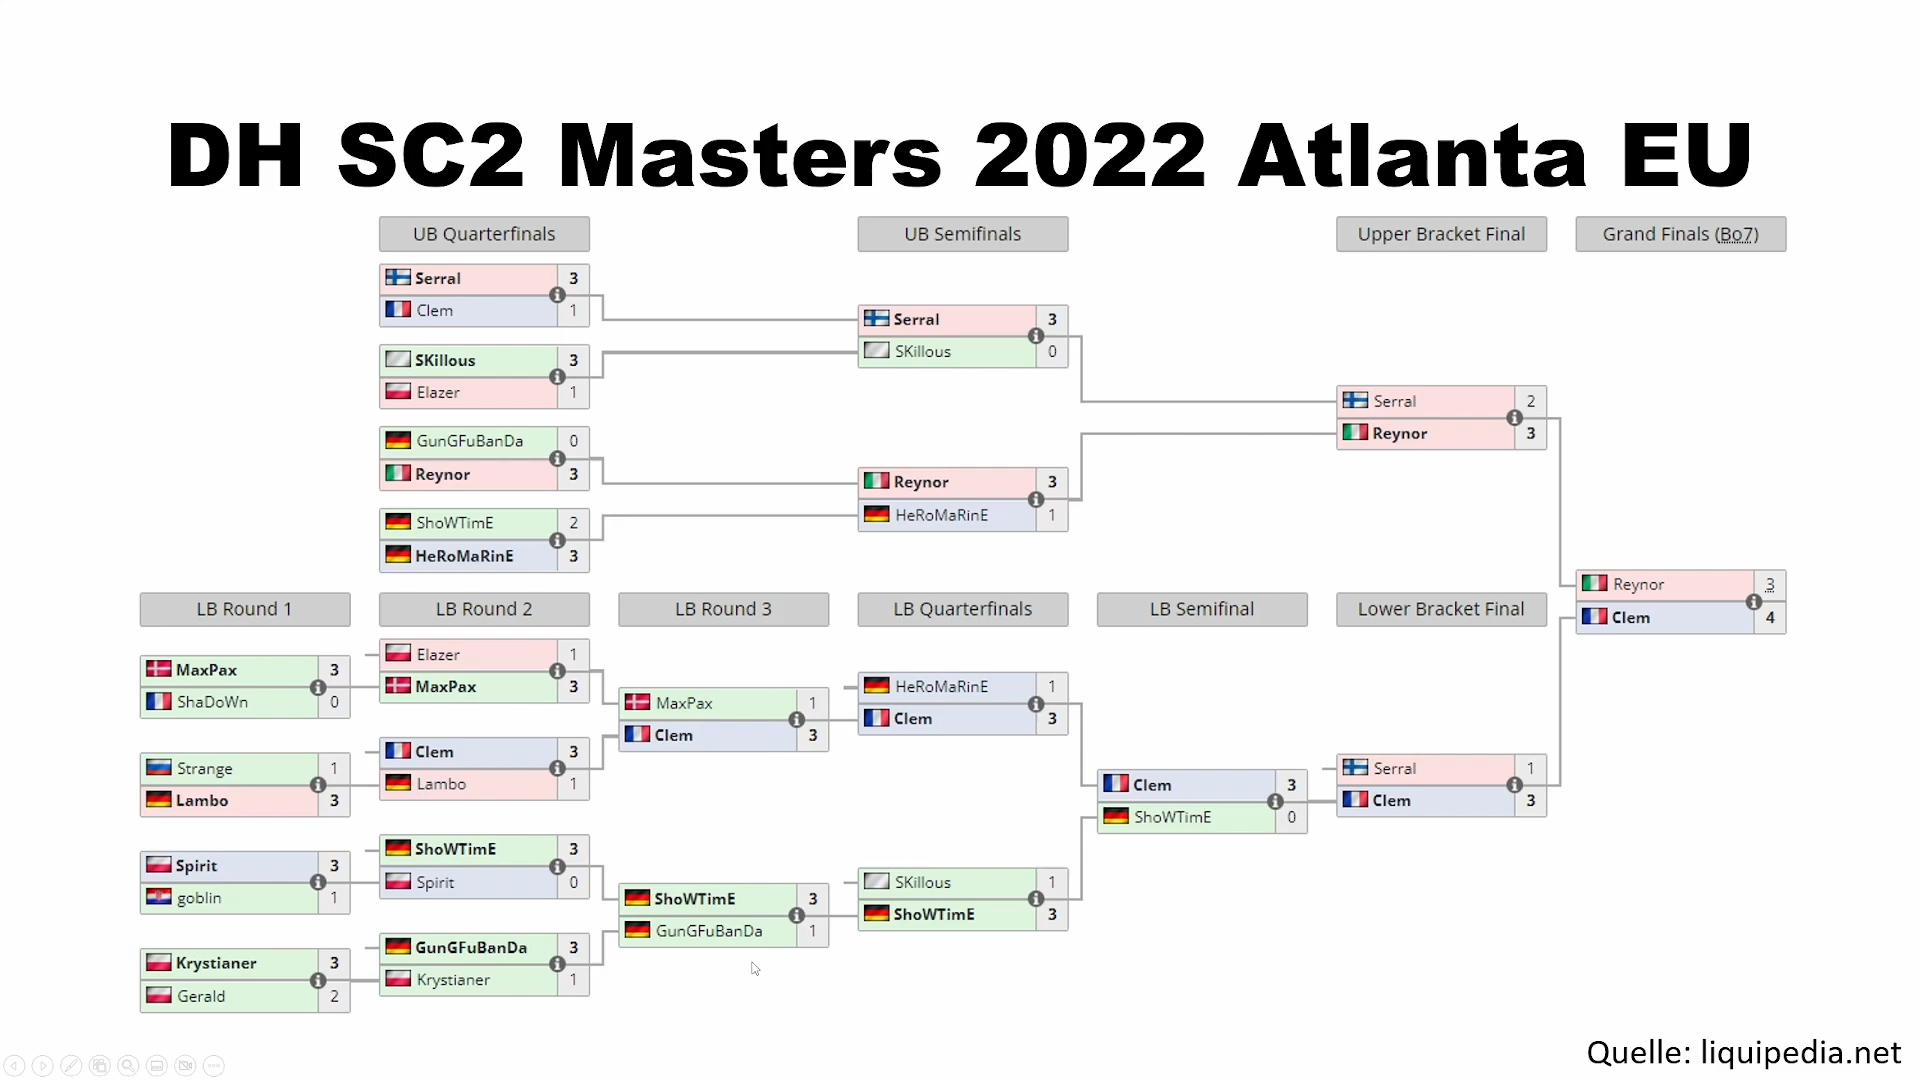 DH SC2 Masters 2022 Atlanta EU
UB Quarterfinals
UB Semifinals
Upper Bracket Final
Grand Finals (Bo7)
Serral 3
Clem 1
SKillous 3
Elazer 1
GunGFuBanDa 0
Reynor 3
ShoWTimE 2
HeRoMaRinE 3
Serral 3
SKillous 0
Reynor 3
HeRoMaRinE 1
Serral 2
Reynor 3
Reynor 3
Clem 4
LB Round 1
LB Round 2
LB Round 3
LB Quarterfinals
LB Semifinal
Lower Bracket Final
MaxPax 3
ShaDoWn 0
Strange 1
Lambo 3
Spirit 3
goblin 1
Krystianer 3
Gerald 2
Elazer 1
MaxPax 3
Clem 3
Lambo 1
ShoWTimE 3
Spirit 0
GunGFuBanDa 3
Krystianer 1
MaxPax 1
Clem 3
ShoWTimE 3
GunGFuBanDa 1
HeRoMaRinE 1
Clem 3
SKillous 1
ShoWTimE 3
Clem 3
ShoWTimE 0
Serral 1
Clem 3
Quelle: liquipedia.net